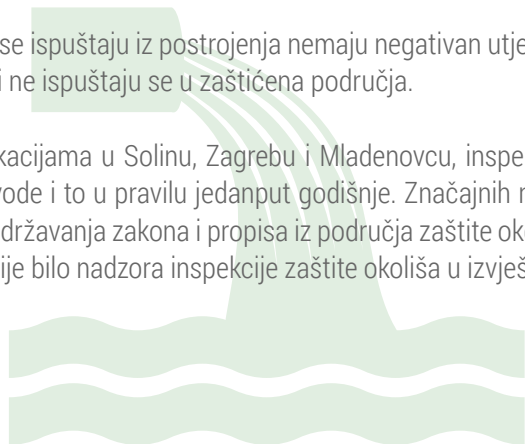 se ispuštaju iz postrojenja nemaju negativan utje
i ne ispuštaju se u zaštićena područja.
kacijama u Solinu, Zagrebu i Mladenovcu, inspe
vode i to u pravilu jedanput godišnje. Značajnih
državanja zakona i propisa iz područja zaštite oko
ije bilo nadzora inspekcije zaštite okoliša u izvješ